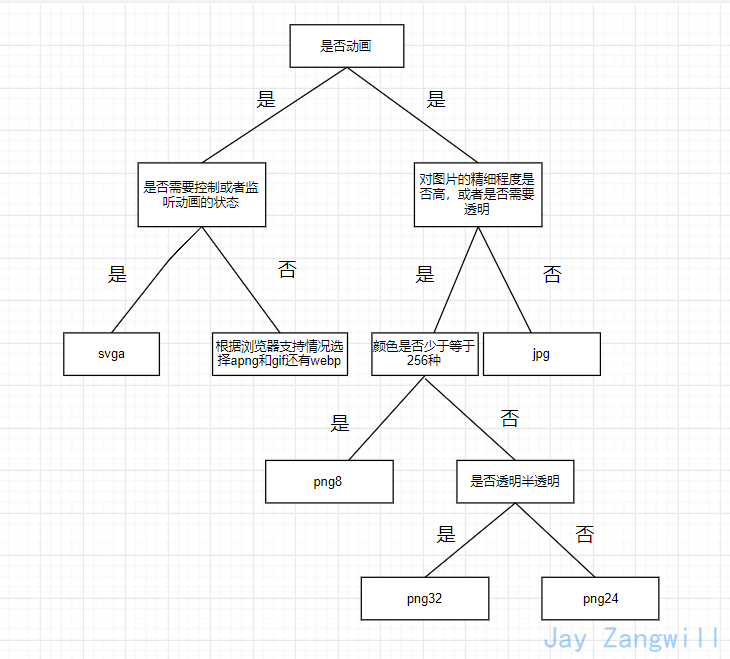 是否动画
是
是
是否需要控制或者监
听动画的状态
对图片的精细程度是
否高，或者是否需要
透明
是
否
是
否
svga
根据浏览器支持情况选
择apng和gif还有webp
颜色是否少于等于
256种
jpg
是
否
png8
是否透明半透明
是
否
png32
png24
Jay Zangwill